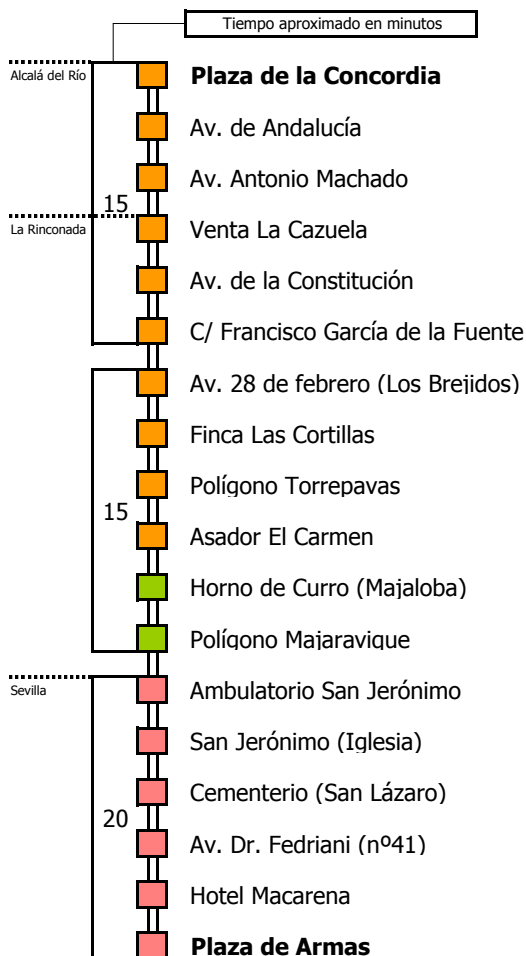 Tiempo aproximado en minutos
Alcalá del Río
Plaza de la Concordia
Av. de Andalucía
Av. Antonio Machado
15
La Rinconada
Venta La Cazuela
Av. de la Constitución
C/ Francisco García de la Fuente
Av. 28 de febrero (Los Brejidos)
Finca Las Cortillas
Polígono Torrepavas
15
Asador El Carmen
Horno de Curro (Majaloba)
Polígono Majaravique
Sevilla
Ambulatorio San Jerónimo
San Jerónimo (Iglesia)
Cementerio (San Lázaro)
20
Av. Dr. Fedriani (nº41)
Hotel Macarena
Plaza de Armas